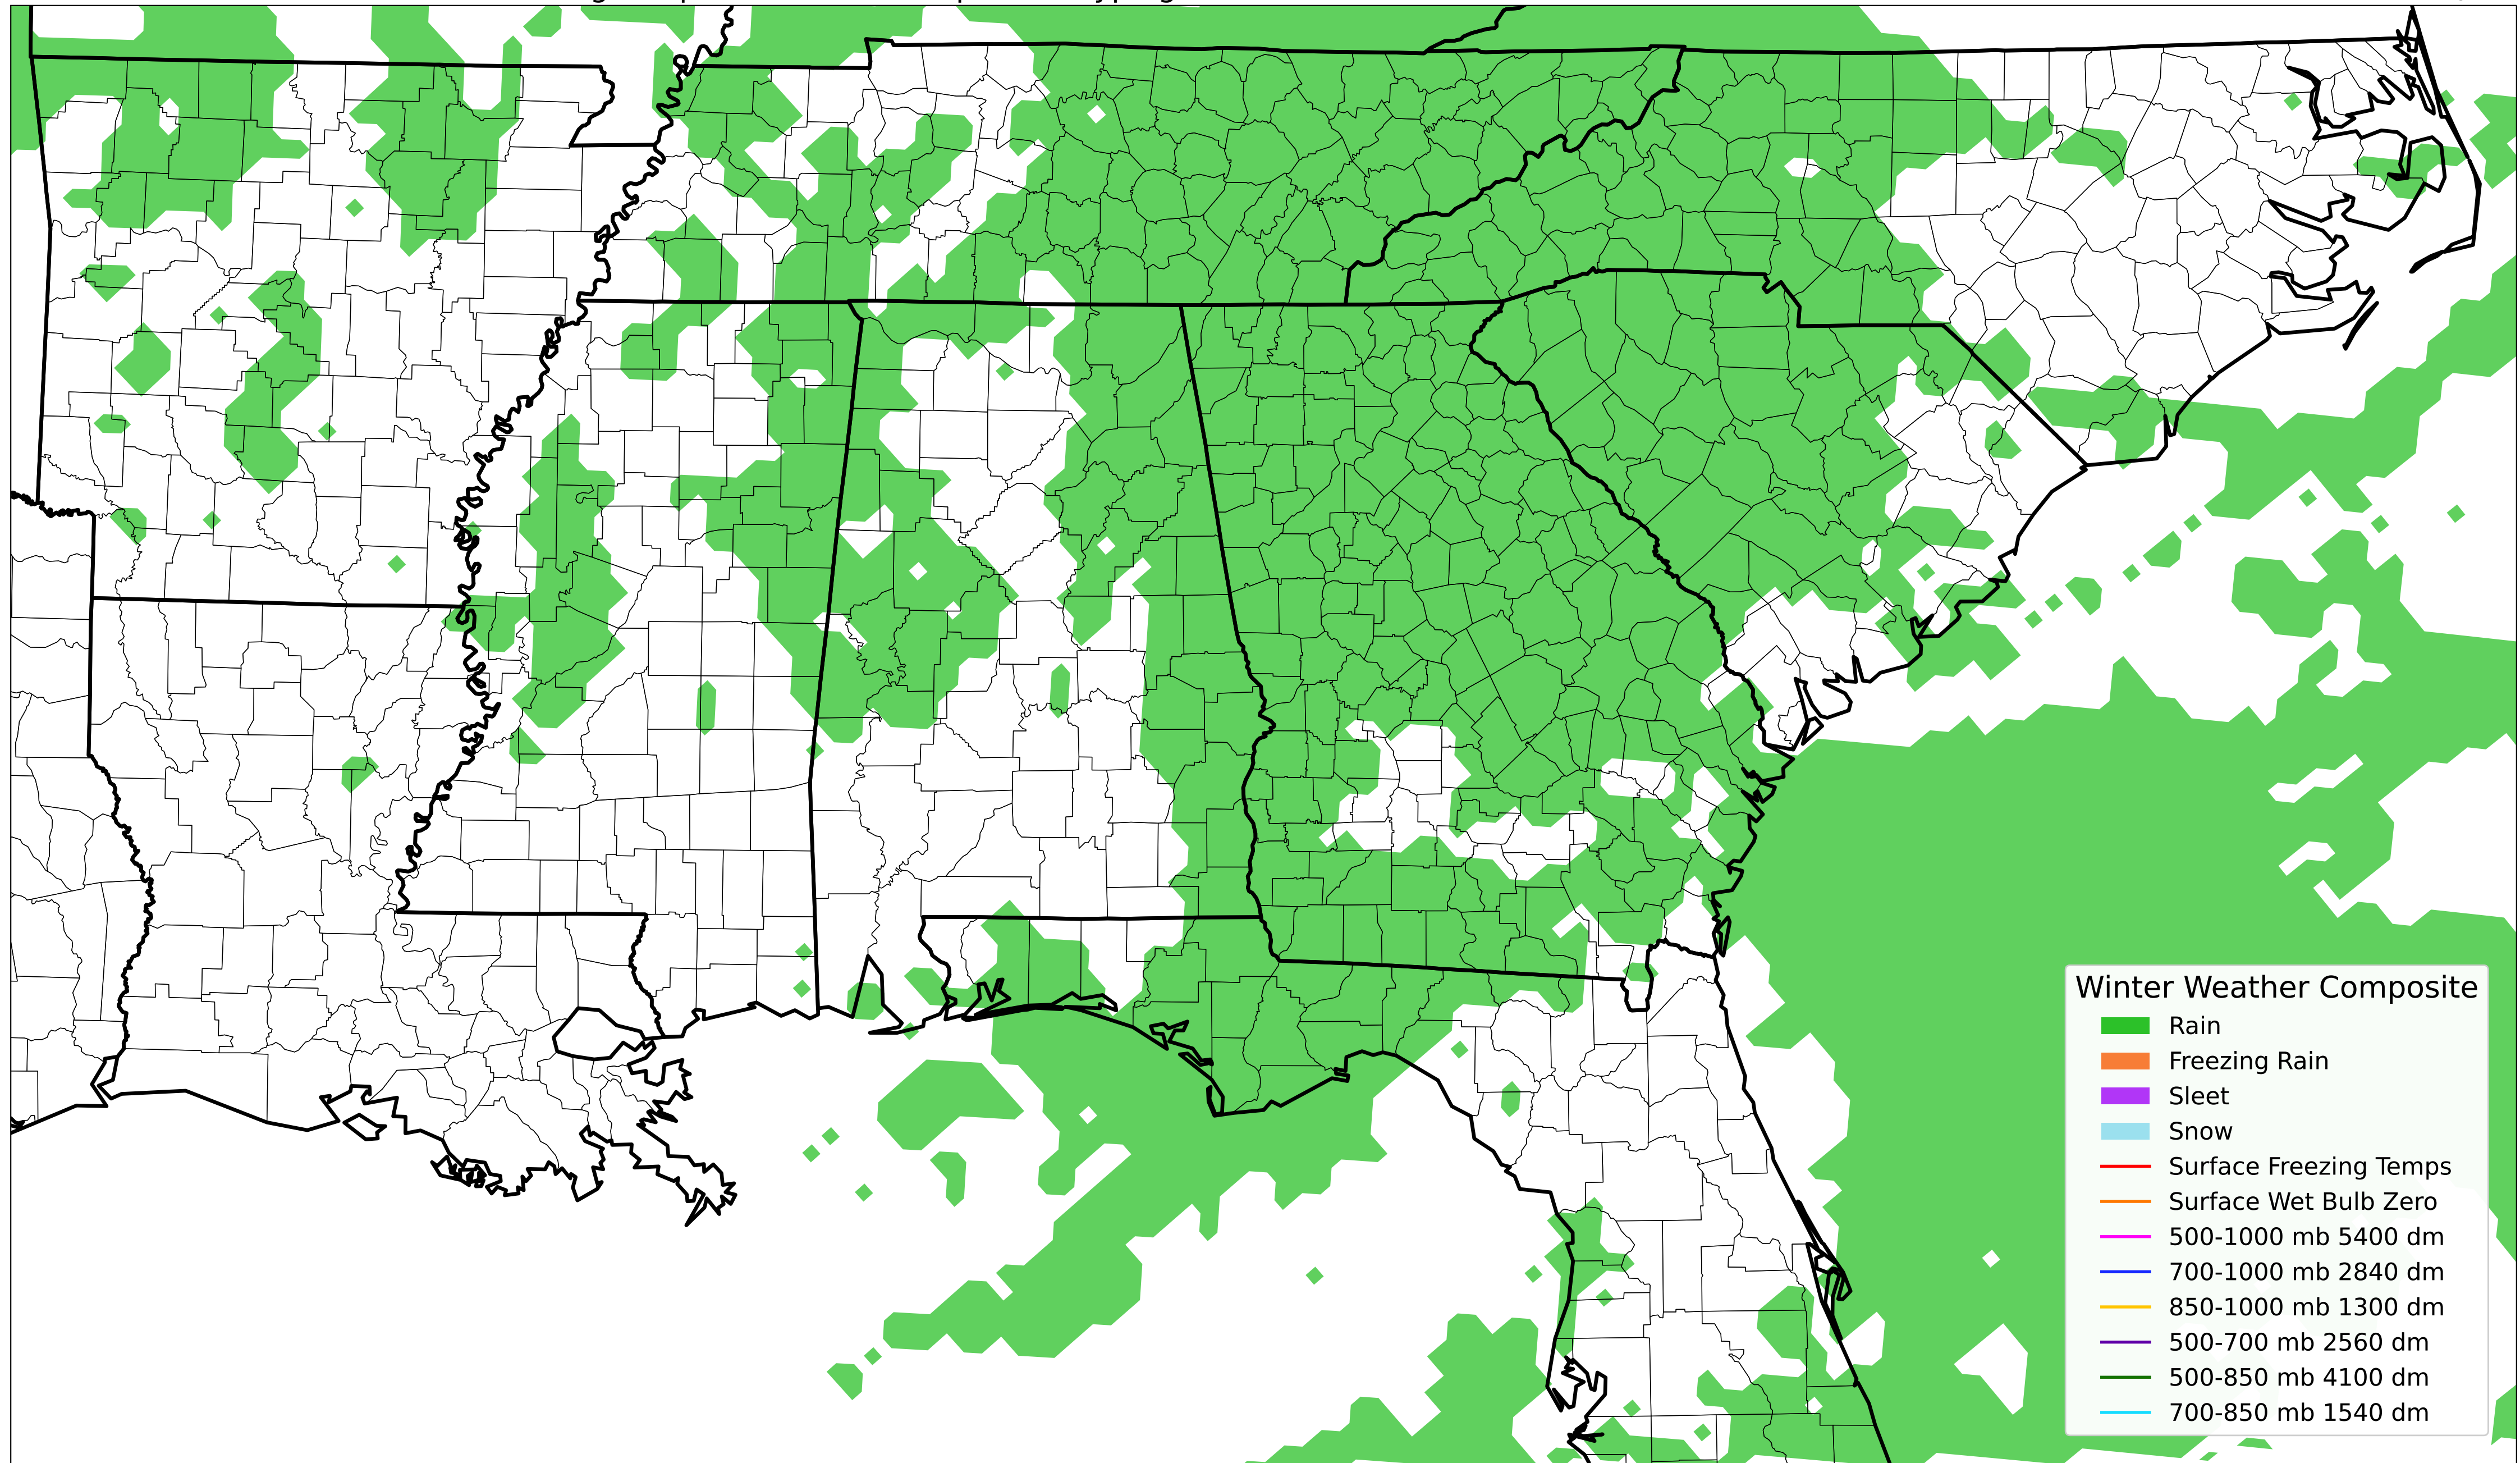 Winter Weather Composite
Rain
Freezing Rain
Sleet
Snow
Surface Freezing Temps
Surface Wet Bulb Zero
500-1000 mb 5400 dm
700-1000 mb 2840 dm
850-1000 mb 1300 dm
500-700 mb 2560 dm
500-850 mb 4100 dm
700-850 mb 1540 dm